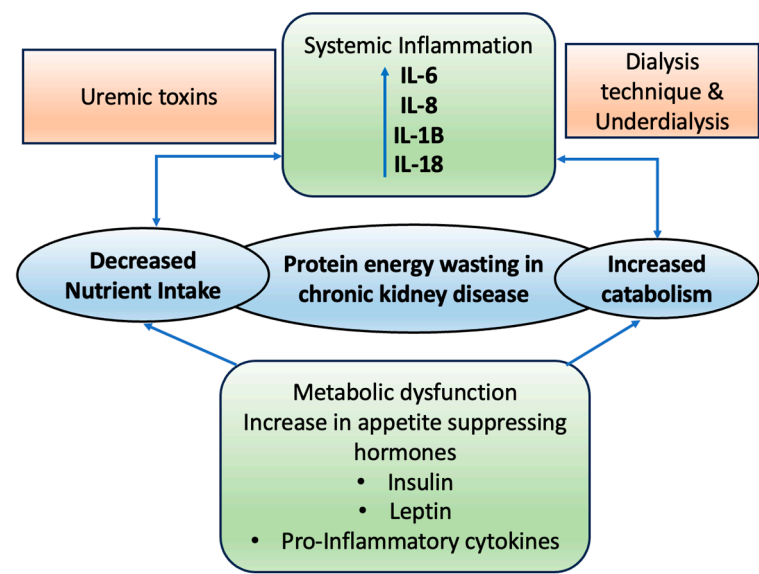 Systemic Inflammation
IL-6
IL-8
IL-1B
IL-18
Uremic toxins
Dialysis
technique &
Underdialysis
Decreased
Nutrient Intake
Protein energy wasting in
chronic kidney disease
Increased
catabolism
Metabolic dysfunction
Increase in appetite suppressing
hormones
• Insulin
• Leptin
• Pro-Inflammatory cytokines